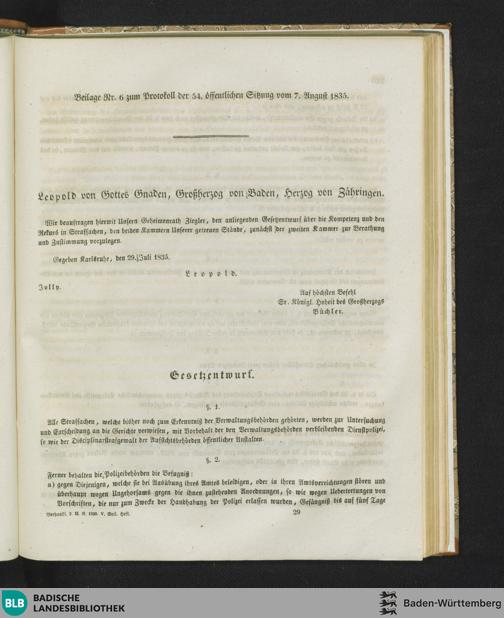 Beilage Nr. 6 zum Protokoll der 54. öffentlichen Sitzung vom 7. August 1835.
Leopold von Gottes Gnaden, Großherzog von Baden, Herzog von Zähringen.
Wir beauftragen hiermit Unsern Geheimenrath Ziegler, den anliegenden Gesetzentwurf über die Kompetenz und den
Rekurs in Strafsachen, den beiden Kammern Unserer getreuen Stände, zunächst der zweiten Kammer zur Berathung
und Zustimmung vorzulegen.
Gegeben Karlsruhe, den 29. Juli 1835.
Leopold.
Jolly.
Auf höchsten Befehl
Sr. Königl. Hoheit des Großherzogs
Büchler.
Gesetzentwurf.
§. 1.
Alle Strafsachen, welche bisher noch zum Erkenntniß der Verwaltungsbehörden gehörten, werden zur Untersuchung
und Entscheidung an die Gerichte verwiesen, mit Vorbehalt der den Verwaltungsbehörden verbleibenden Dienstpolizei,
so wie der Disciplinarstrafgewalt der Aufsichtsbehörden öffentlicher Anstalten.
§. 2.
Ferner behalten die Polizeibehörden die Befugniß:
a) gegen Diejenigen, welche sie bei Ausübung ihres Amtes beleidigen, oder in ihren Amtsverrichtungen stören und
überhaupt wegen Ungehorsams gegen die ihnen zustehenden Anordnungen, so wie wegen Uebertretungen von
Vorschriften, die nur zum Zwecke der Handhabung der Polizei erlassen wurden, Gefängniß bis auf fünf Tage
Verhandl. d. II. K. 1835. V. Beil. Heft. 29
BLB BADISCHE
LANDESBIBLIOTHEK
Baden-Württemberg